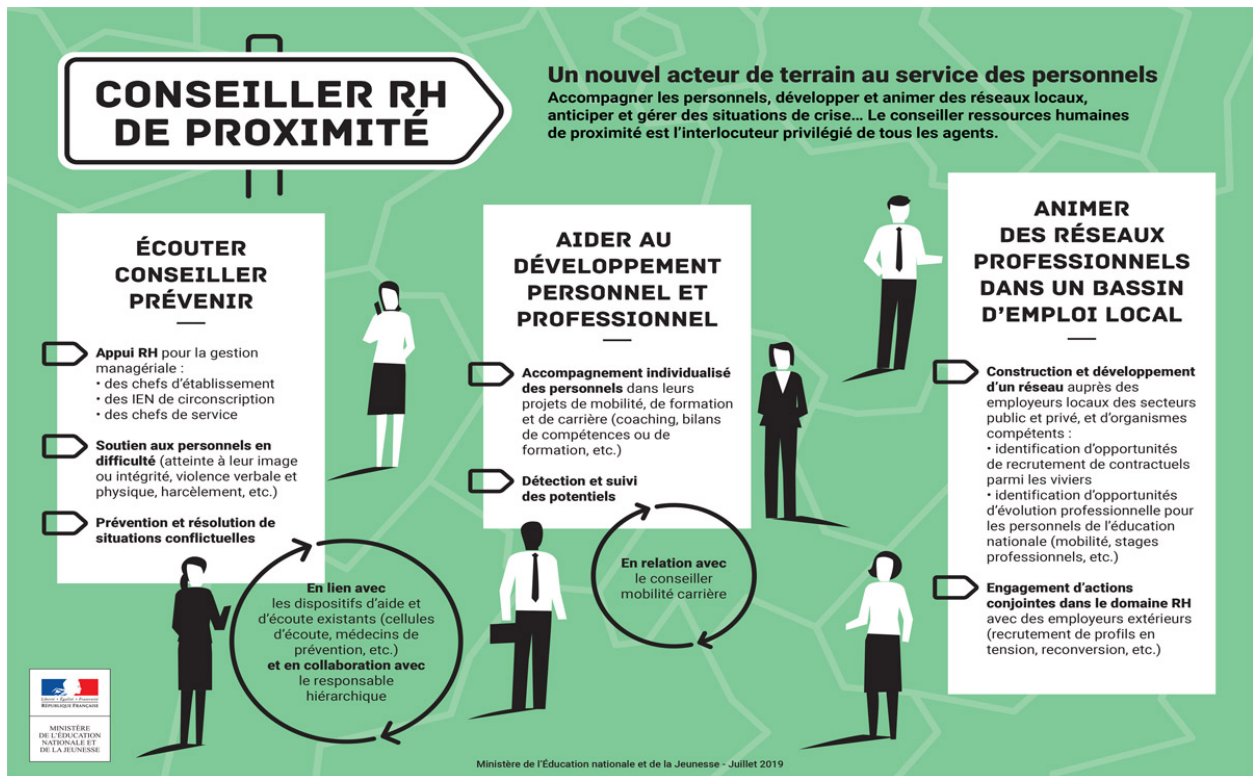 CONSEILLER RH
DE PROXIMITÉ
Un nouvel acteur de terrain au service des personnels
Accompagner les personnels, développer et animer des réseaux locaux,
anticiper et gérer des situations de crise... Le conseiller ressources humaines
de proximité est l'interlocuteur privilégié de tous les agents.
ÉCOUTER
CONSEILLER
PRÉVENIR
Appui RH pour la gestion
managériale :
• des chefs d'établissement
• des IEN de circonscription
• des chefs de service
Soutien aux personnels en
difficulté (atteinte à leur image
ou intégrité, violence verbale et
physique, harcèlement, etc.)
Prévention et résolution de
situations conflictuelles
En lien avec
les dispositifs d'aide et
d'écoute existants (cellules
d'écoute, médecins de
prévention, etc.)
et en collaboration avec
le responsable
hiérarchique
AIDER AU
DÉVELOPPEMENT
PERSONNEL ET
PROFESSIONNEL
Accompagnement individualisé
des personnels dans leurs
projets de mobilité, de formation
et de carrière (coaching, bilans
de compétences ou de
formation, etc.)
Détection et suivi
des potentiels
En relation avec
le conseiller
mobilité carrière
ANIMER
DES RÉSEAUX
PROFESSIONNELS
DANS UN BASSIN
D'EMPLOI LOCAL
Construction et développement
d'un réseau auprès des
employeurs locaux des secteurs
public et privé, et d'organismes
compétents :
• identification d'opportunités
de recrutement de contractuels
parmi les viviers
• identification d'opportunités
d'évolution professionnelle pour
les personnels de l'éducation
nationale (mobilité, stages
professionnels, etc.)
Engagement d'actions
conjointes dans le domaine RH
avec des employeurs extérieurs
(recrutement de profils en
tension, reconversion, etc.)
Liberté • Égalité • Fraternité
RÉPUBLIQUE FRANÇAISE
MINISTÈRE
DE L'ÉDUCATION
NATIONALE ET
DE LA JEUNESSE
Ministère de l'Éducation nationale et de la Jeunesse - Juillet 2019